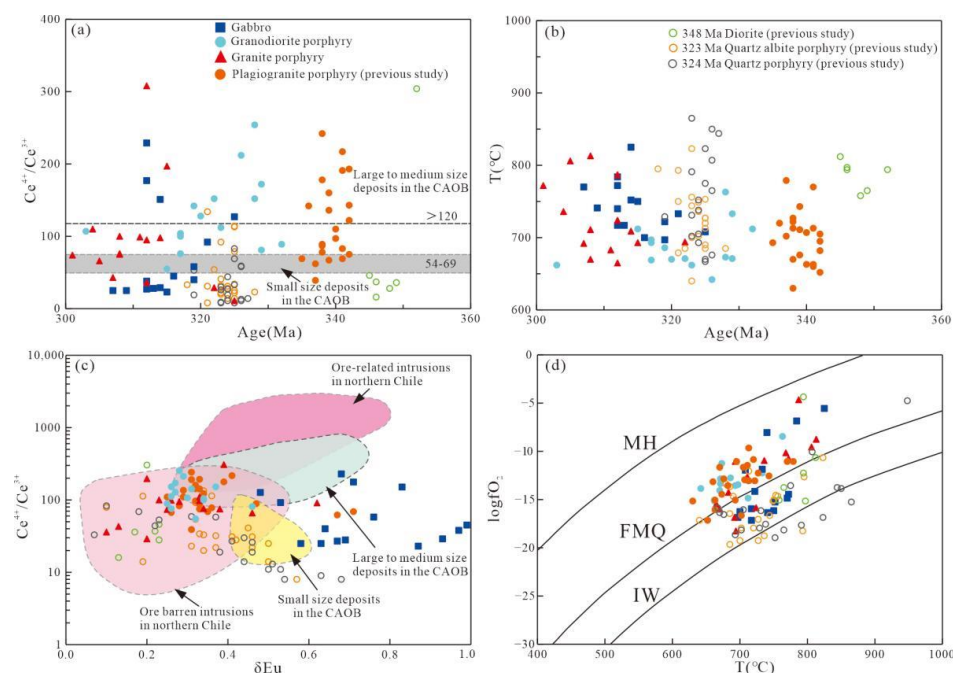 (a)
Gabbro
Granodiorite porphyry
Granite porphyry
Plagiogranite porphyry (previous study)
Large to medium size
deposits in the CAOB
>120
54-69
Small size deposits
in the CAOB
Ce⁴⁺/Ce³⁺
400
300
200
100
0
300
320
340
360
Age(Ma)
(b)
348 Ma Diorite (previous study)
323 Ma Quartz albite porphyry (previous study)
324 Ma Quartz porphyry (previous study)
T(°C)
1000
900
800
700
600
300
320
340
360
Age(Ma)
(c)
Ore-related intrusions
in northern Chile
Large to medium size
deposits in the CAOB
Small size deposits
in the CAOB
Ore barren intrusions
in northern Chile
Ce⁴⁺/Ce³⁺
10,000
1000
100
10
1
0.0
0.2
0.4
0.6
0.8
1.0
δEu
(d)
MH
FMQ
IW
logfO₂
0
−5
−10
−15
−20
−25
−30
400
500
600
700
800
900
1000
T(°C)